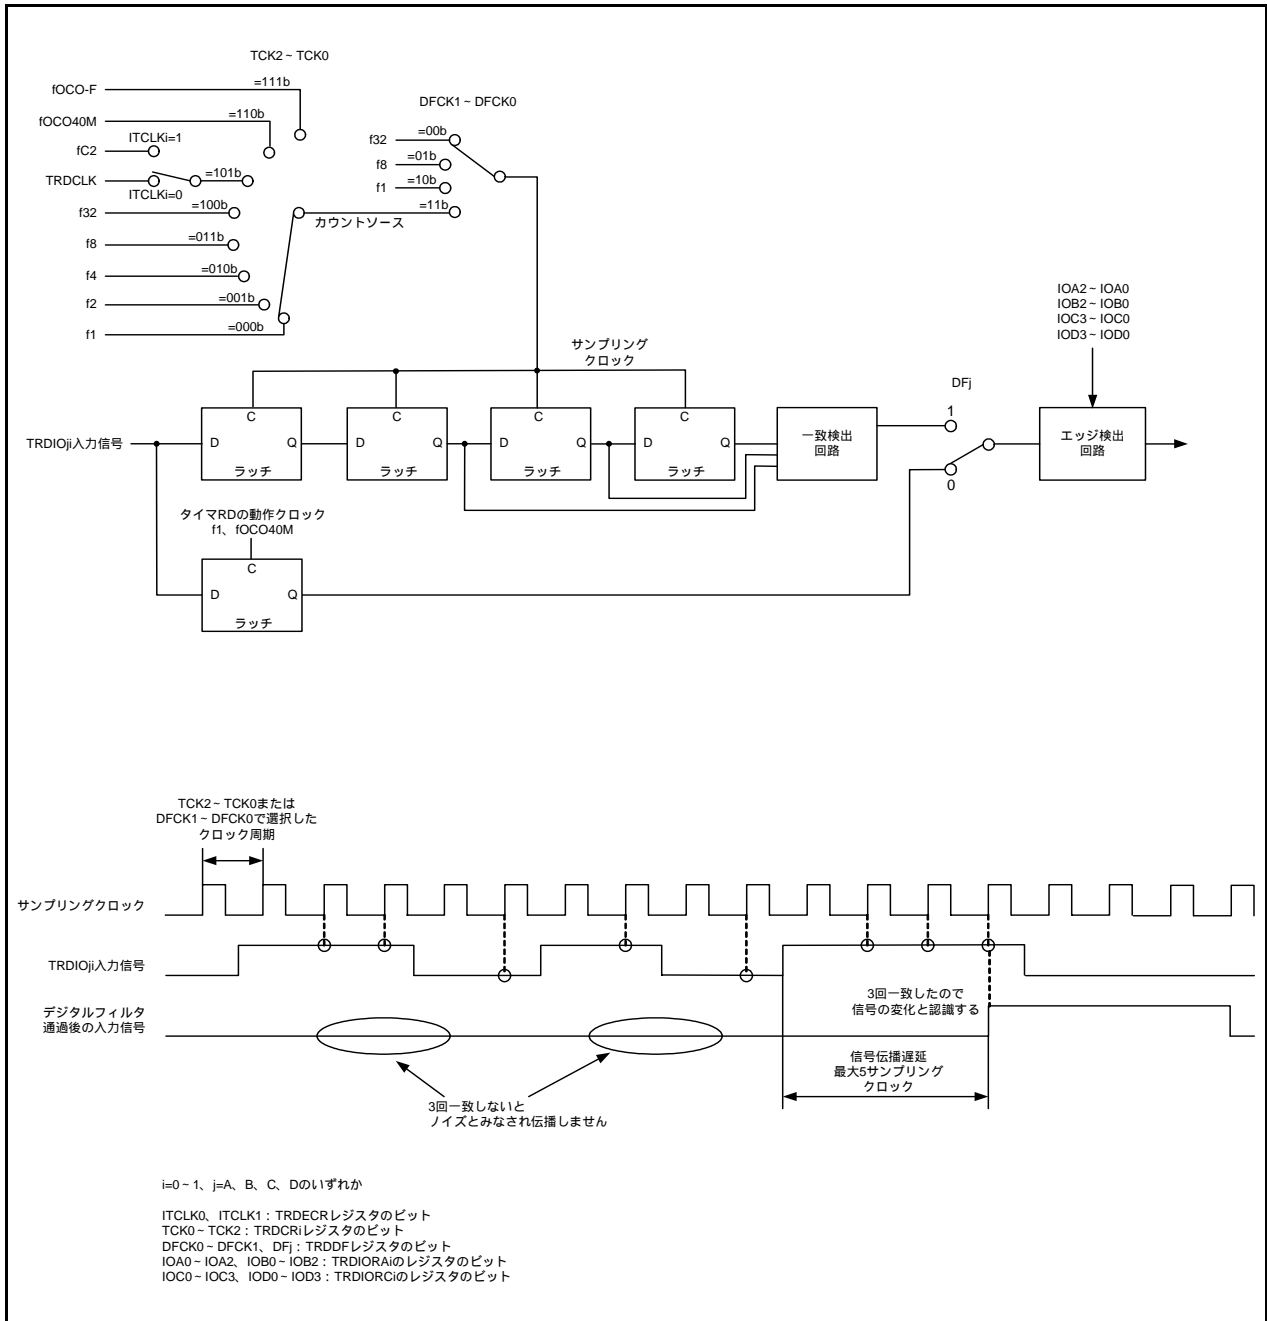 TCK2～TCK0
fOCO-F
=111b
DFCK1～DFCK0
fOCO40M
=110b
ITCLKi=1
fC2
f32
=00b
f8
=01b
TRDCLK
=101b
ITCLKi=0
f1
=10b
f32
=100b
=11b
カウントソース
f8
=011b
f4
=010b
f2
=001b
f1
=000b
IOA2～IOA0
IOB2～IOB0
IOC3～IOC0
IOD3～IOD0
サンプリング
クロック
DFj
C
C
C
C
1
TRDIOji入力信号
D
Q
D
Q
D
Q
D
Q
ラッチ
ラッチ
ラッチ
ラッチ
一致検出
回路
エッジ検出
回路
0
タイマRDの動作クロック
f1、fOCO40M
C
D
Q
ラッチ
TCK2～TCK0または
DFCK1～DFCK0で選択した
クロック周期
サンプリングクロック
TRDIOji入力信号
3回一致したので
信号の変化と認識する
デジタルフィルタ
通過後の入力信号
信号伝播遅延
最大5サンプリング
クロック
3回一致しないと
ノイズとみなされ伝播しません
i=0～1、j=A、B、C、Dのいずれか
ITCLK0、ITCLK1：TRDECRレジスタのビット
TCK0～TCK2：TRDCRiレジスタのビット
DFCK0～DFCK1、DFj：TRDDFレジスタのビット
IOA0～IOA2、IOB0～IOB2：TRDIORAiのレジスタのビット
IOC0～IOC3、IOD0～IOD3：TRDIORCiのレジスタのビット